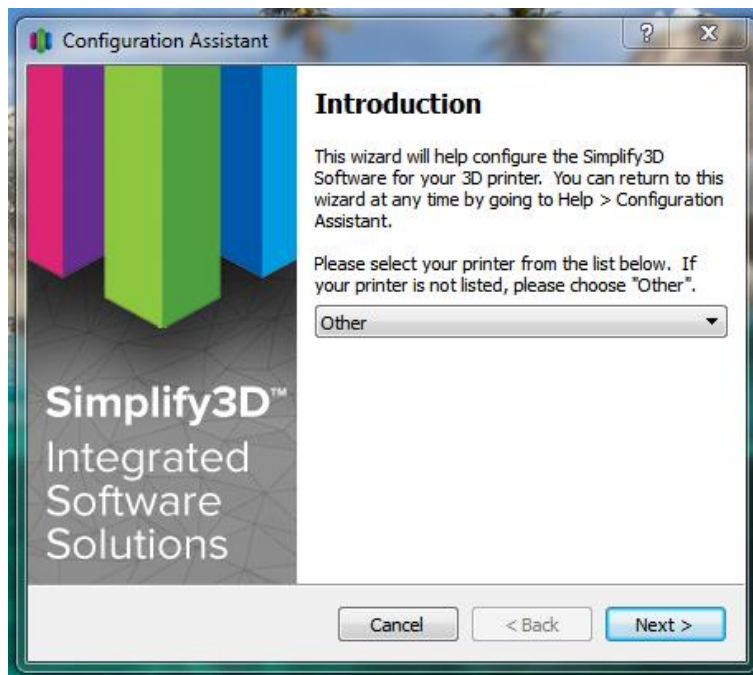 Configuration Assistant
Introduction
This wizard will help configure the Simplify3D
Software for your 3D printer. You can return to this
wizard at any time by going to Help > Configuration
Assistant.
Please select your printer from the list below. If
your printer is not listed, please choose "Other".
Other
Simplify3D™
Integrated
Software
Solutions
Cancel
< Back
Next >